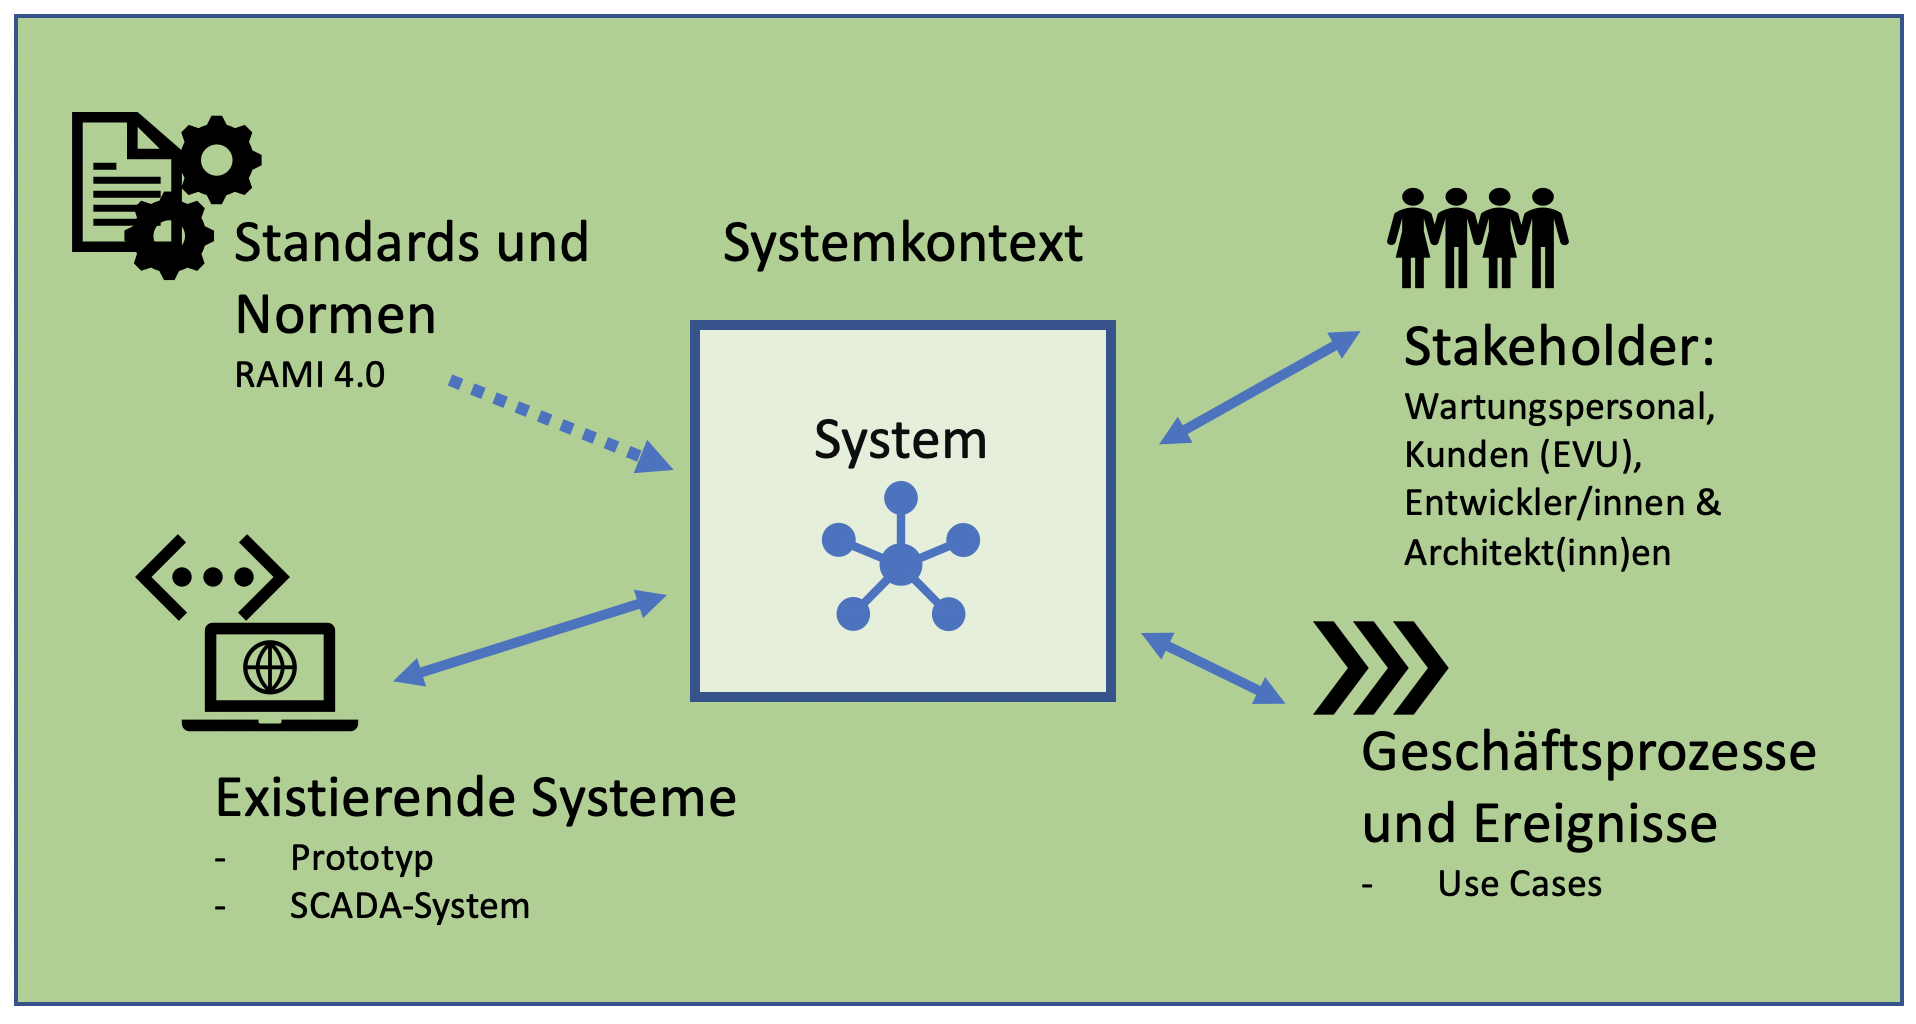 Standards und
Normen
RAMI 4.0
Systemkontext
System
Stakeholder:
Wartungspersonal,
Kunden (EVU),
Entwickler/innen &
Architekt(inn)en
Existierende Systeme
- Prototyp
- SCADA-System
Geschäftsprozesse
und Ereignisse
- Use Cases